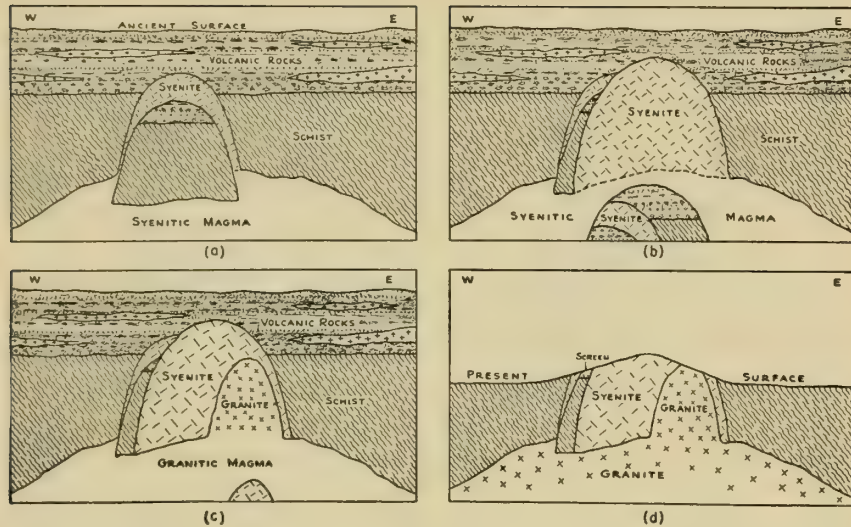 W E
ANCIENT SURFACE
VOLCANIC ROCKS
SYENITE
SCHIST
SYENITIC MAGMA
(a)
W E
VOLCANIC ROCKS
SYENITE
SCHIST
SYENITIC SYENITE MAGMA
(b)
W E
VOLCANIC ROCKS
SYENITE
GRANITE
SCHIST
GRANITIC MAGMA
(c)
W E
SCREEN
PRESENT SURFACE
SYENITE
GRANITE
GRANITE
(d)